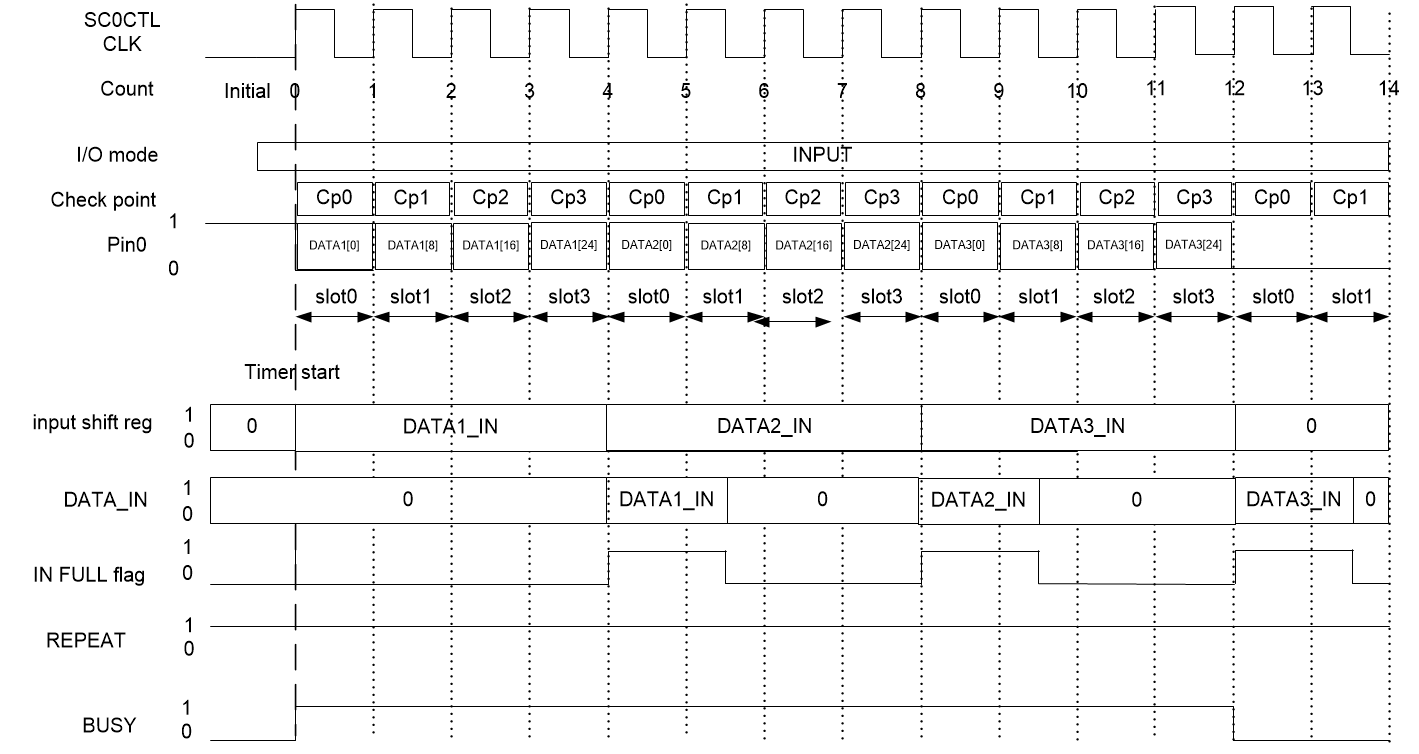 SC0CTL
CLK
Count Initial 0 1 2 3 4 5 6 7 8 9 10 11 12 13 14
I/O mode INPUT
Check point Cp0 Cp1 Cp2 Cp3 Cp0 Cp1 Cp2 Cp3 Cp0 Cp1 Cp2 Cp3 Cp0 Cp1
1
Pin0 DATA1[0] DATA1[8] DATA1[16] DATA1[24] DATA2[0] DATA2[8] DATA2[16] DATA2[24] DATA3[0] DATA3[8] DATA3[16] DATA3[24]
0
slot0 slot1 slot2 slot3 slot0 slot1 slot2 slot3 slot0 slot1 slot2 slot3 slot0 slot1
Timer start
1
input shift reg 0 DATA1_IN DATA2_IN DATA3_IN 0
0
1
DATA_IN 0 DATA1_IN 0 DATA2_IN 0 DATA3_IN 0
0
1
IN FULL flag 0
1
REPEAT
0
1
BUSY 0